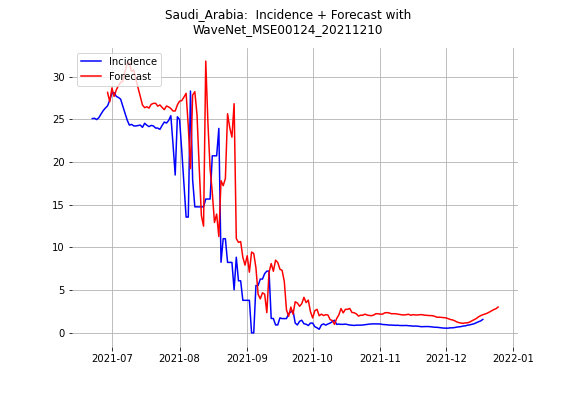 Saudi_Arabia:  Incidence + Forecast with
WaveNet_MSE00124_20211210
Incidence
Forecast
30
25
20
15
10
5
0
2021-07 2021-08 2021-09 2021-10 2021-11 2021-12 2022-01